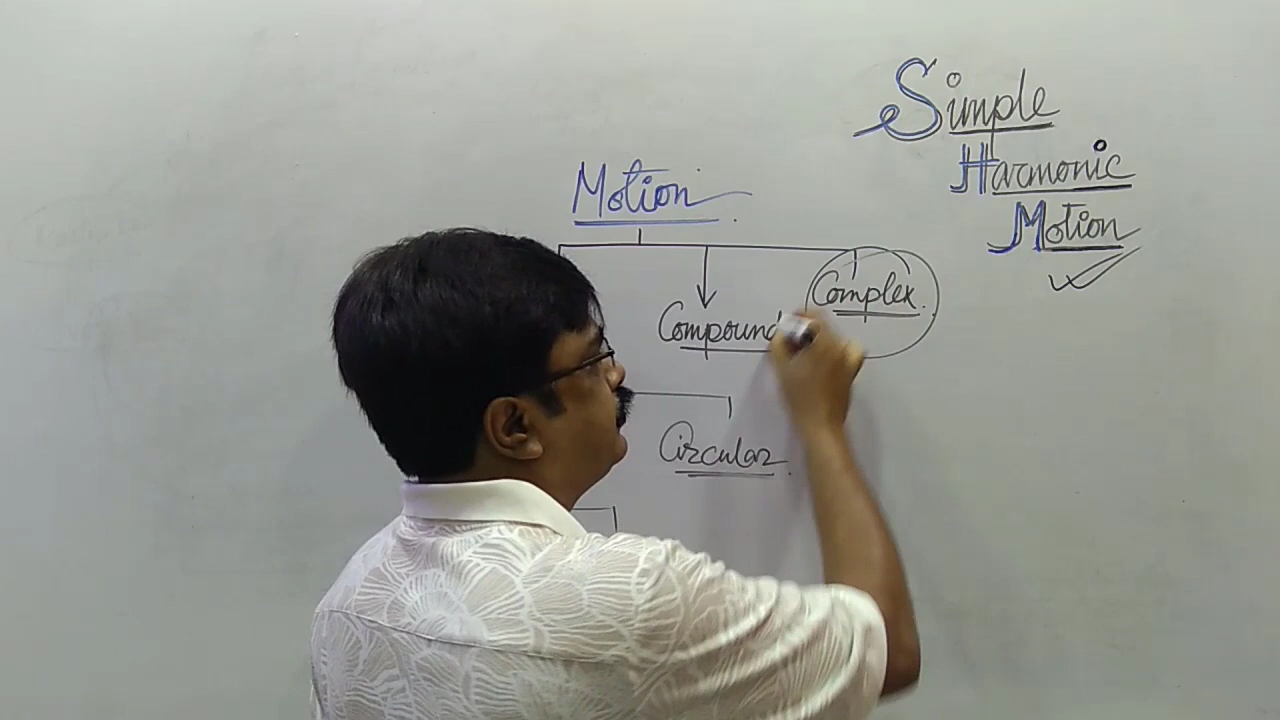 Simple
Harmonic
Motion
Motion
Complex.
Compound
Circular.